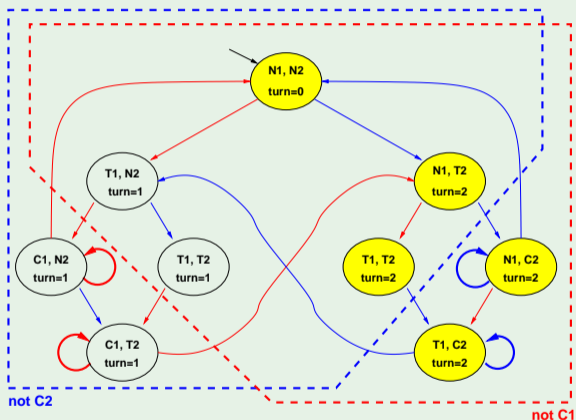 N1, N2
turn=0
T1, N2
turn=1
N1, T2
turn=2
C1, N2
turn=1
T1, T2
turn=1
T1, T2
turn=2
N1, C2
turn=2
C1, T2
turn=1
T1, C2
turn=2
not C2
not C1